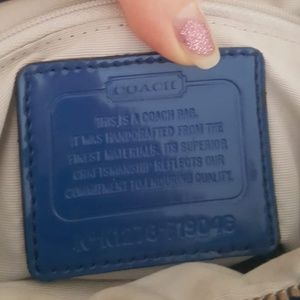 COACH
THIS IS A COACH BAG.
IT WAS HANDCRAFTED FROM THE
FINEST MATERIALS. ITS SUPERIOR
CRAFTSMANSHIP REFLECTS OUR
COMMITMENT TO ENDURING QUALITY.